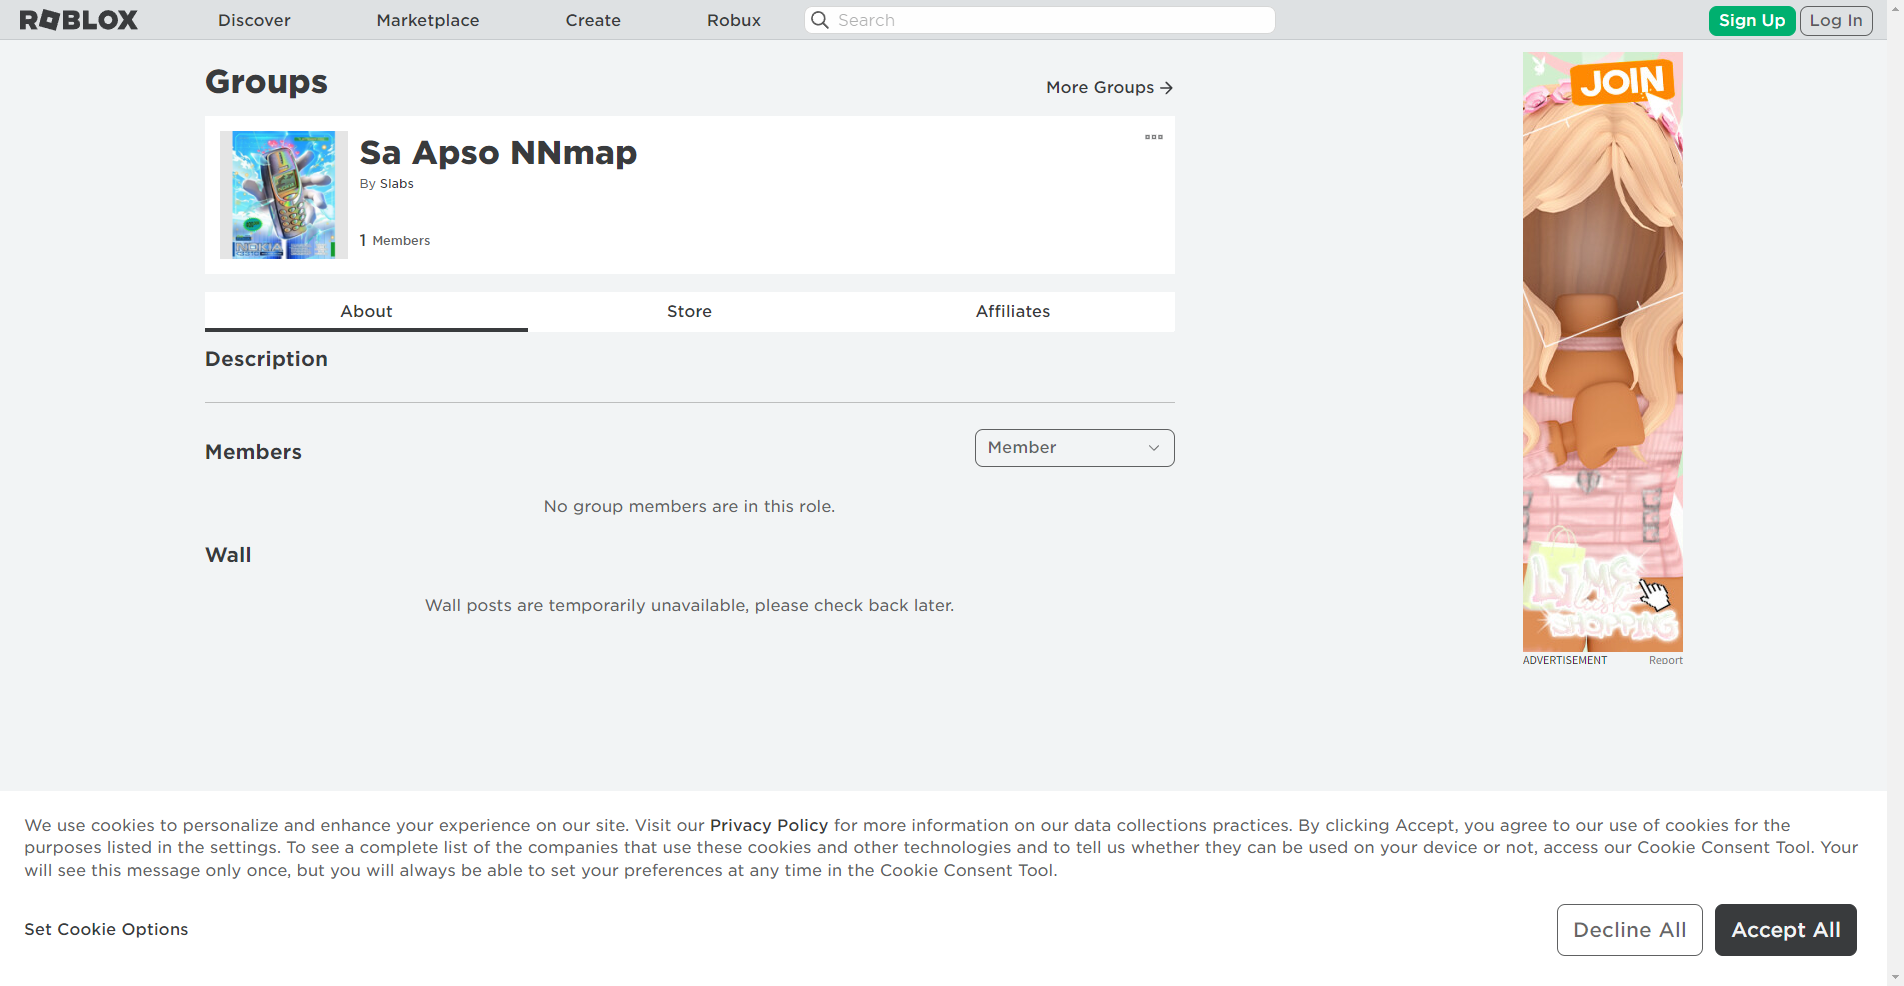 ROBLOX
Discover
Marketplace
Create
Robux
Search
Sign Up
Log In
Groups
More Groups
Sa Apso NNmap
By Slabs
1 Members
About
Store
Affiliates
Description
Members
Member
No group members are in this role.
Wall
Wall posts are temporarily unavailable, please check back later.
JOIN
LIME
lush
SHOPPING
ADVERTISEMENT
Report
NOKIA
We use cookies to personalize and enhance your experience on our site. Visit our Privacy Policy for more information on our data collections practices. By clicking Accept, you agree to our use of cookies for the
purposes listed in the settings. To see a complete list of the companies that use these cookies and other technologies and to tell us whether they can be used on your device or not, access our Cookie Consent Tool. Your
will see this message only once, but you will always be able to set your preferences at any time in the Cookie Consent Tool.
Set Cookie Options
Decline All
Accept All